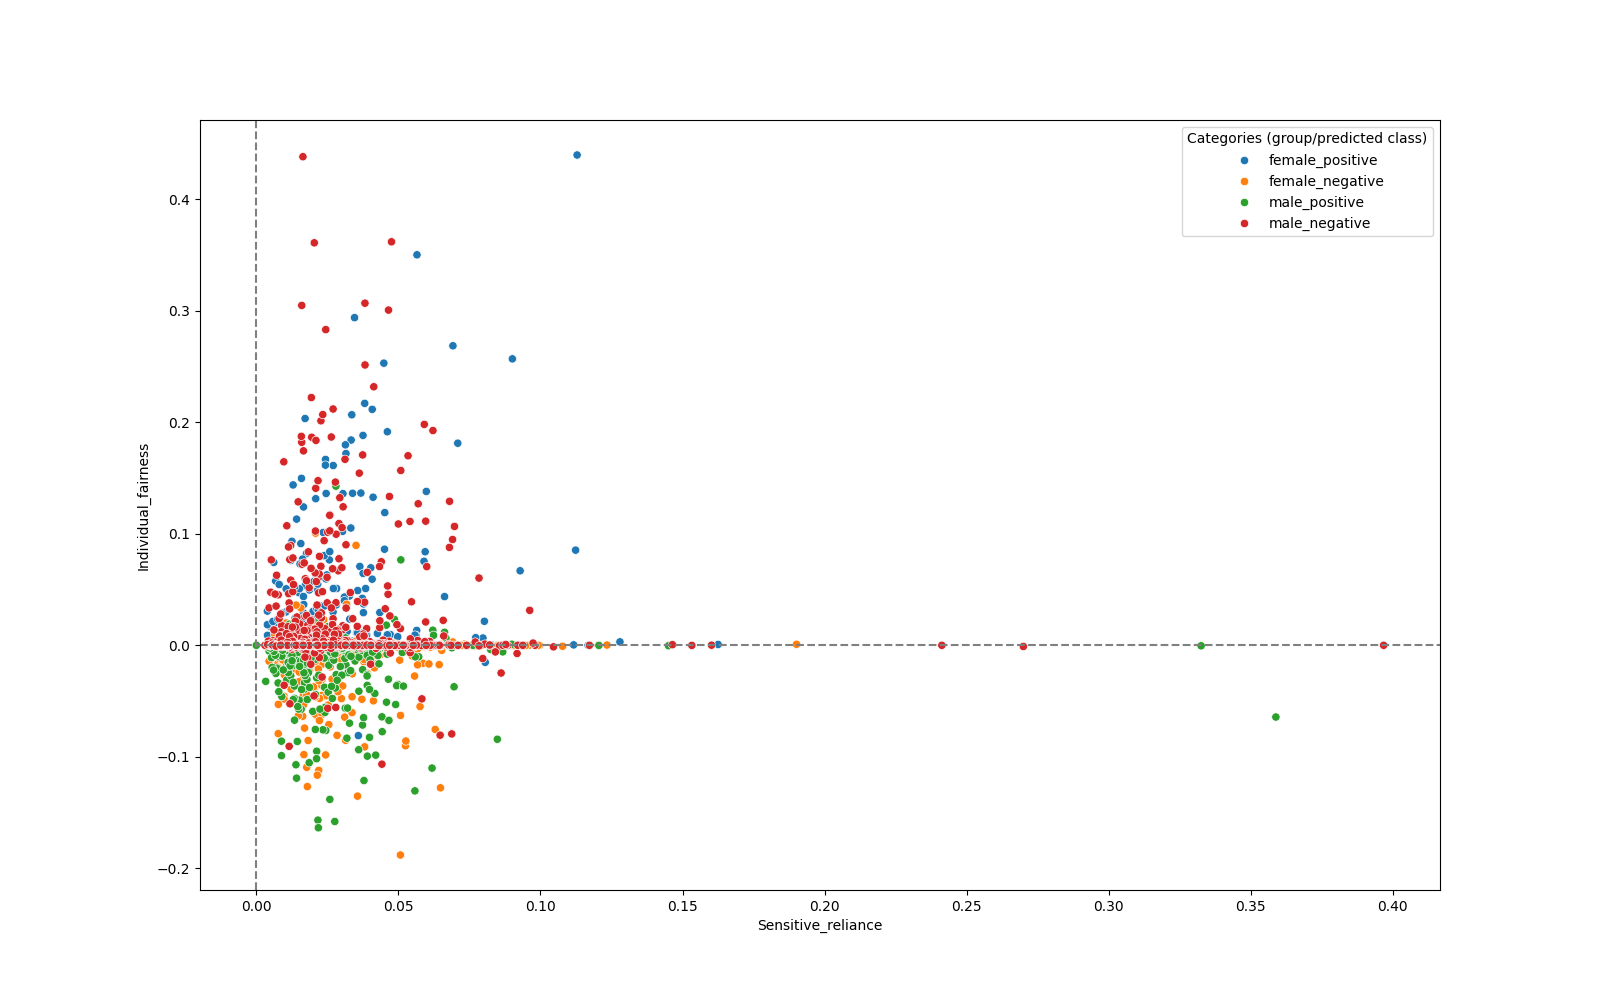 Categories (group/predicted class)
female_positive
female_negative
male_positive
male_negative
Individual_fairness
0.4
0.3
0.2
0.1
0.0
−0.1
−0.2
0.00 0.05 0.10 0.15 0.20 0.25 0.30 0.35 0.40
Sensitive_reliance